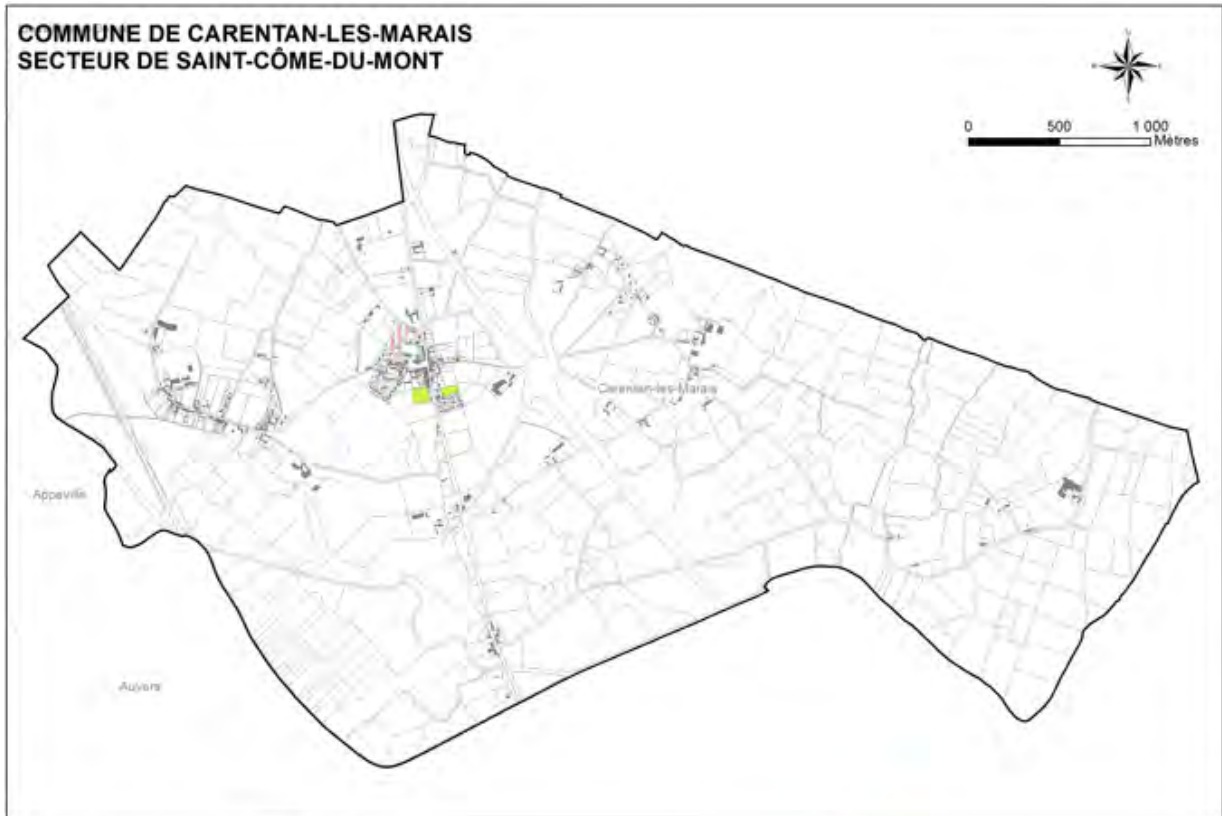 COMMUNE DE CARENTAN-LES-MARAIS
SECTEUR DE SAINT-CÔME-DU-MONT
N
0 500 1 000
Mètres
Carentan-les-Marais
Appeville
Auvers